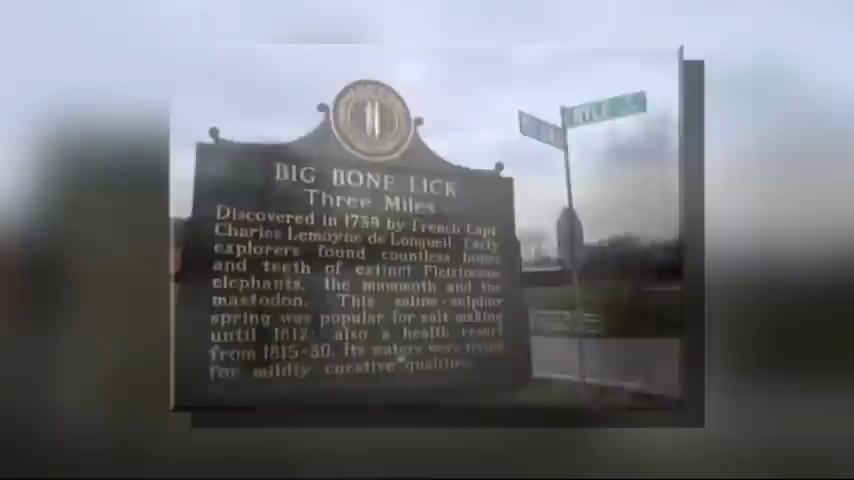 BIG BONE LICK
Three Miles
Discovered in 1739 by French Capt
Charles Lemoyne de Longueil. Early
explorers found countless bones
and teeth of extinct Pleistocene
elephants, the mammoth and the
mastodon. This saline-sulphur
spring was popular for salt making
until 1812; also a health resort
from 1815-30. Its waters were
for mildly curative qualities.